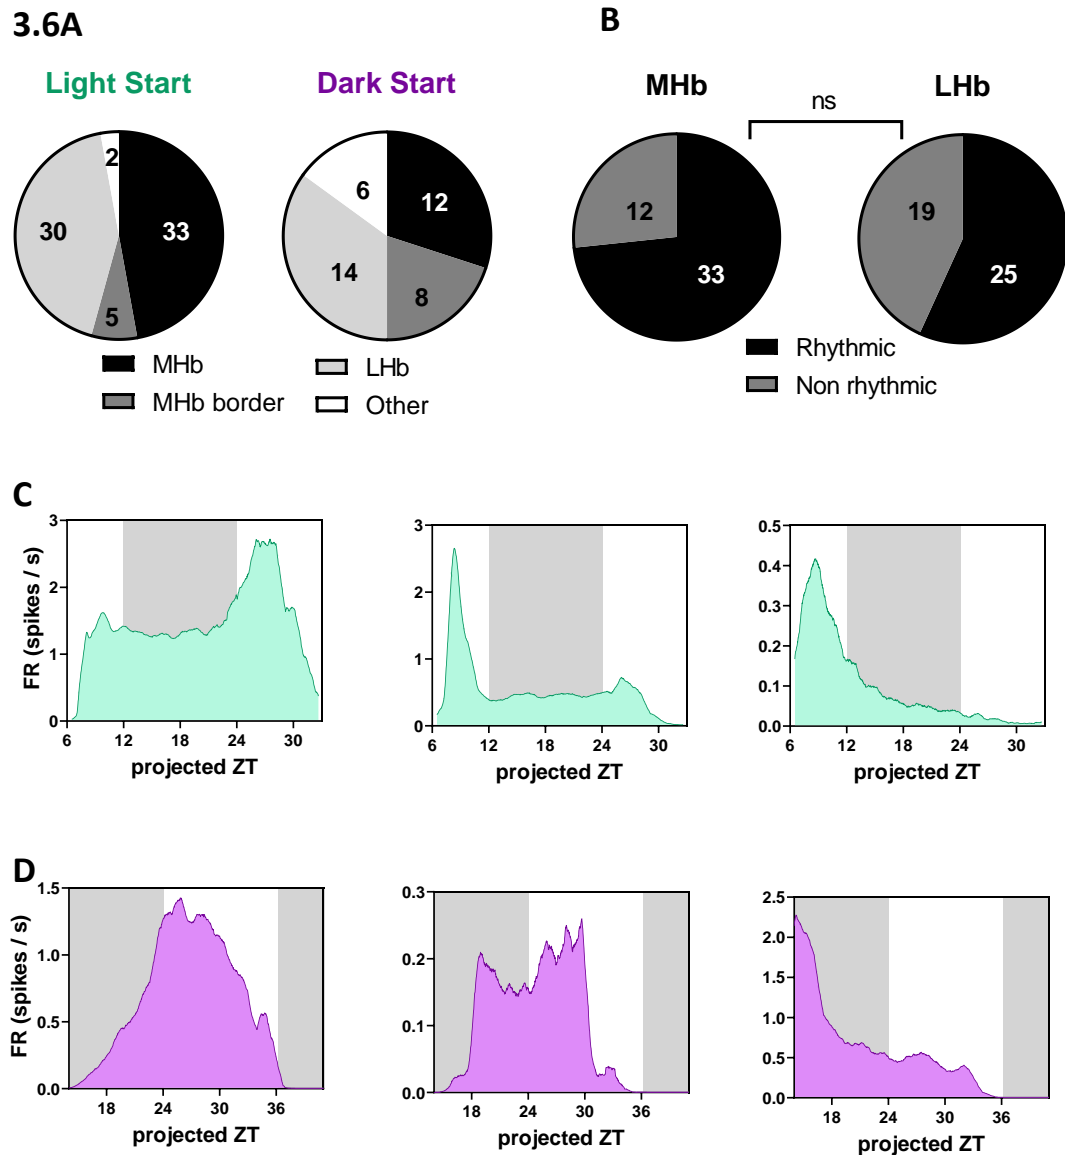 3.6A
B
Light Start
Dark Start
MHb
ns
LHb
2
30
33
5
6
12
14
8
12
33
19
25
MHb
LHb
MHb border
Other
Rhythmic
Non rhythmic
C
FR (spikes / s)
3
2
1
0
6 12 18 24 30
projected ZT
3
2
1
0
6 12 18 24 30
projected ZT
0.5
0.4
0.3
0.2
0.1
0.0
6 12 18 24 30
projected ZT
D
FR (spikes / s)
1.5
1.0
0.5
0.0
18 24 30 36
projected ZT
0.3
0.2
0.1
0.0
18 24 30 36
projected ZT
2.5
2.0
1.5
1.0
0.5
0.0
18 24 30 36
projected ZT